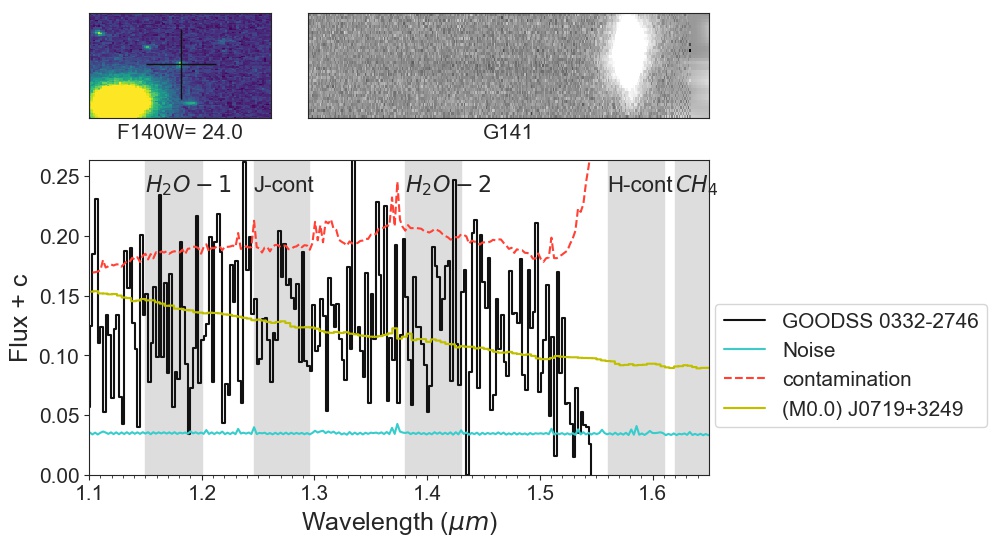 F140W= 24.0
G141
H₂O − 1
J-cont
H₂O − 2
H-cont
CH₄
0.25
0.20
0.15
0.10
0.05
0.00
Flux + c
1.1
1.2
1.3
1.4
1.5
1.6
Wavelength (μm)
GOODSS 0332-2746
Noise
contamination
(M0.0) J0719+3249